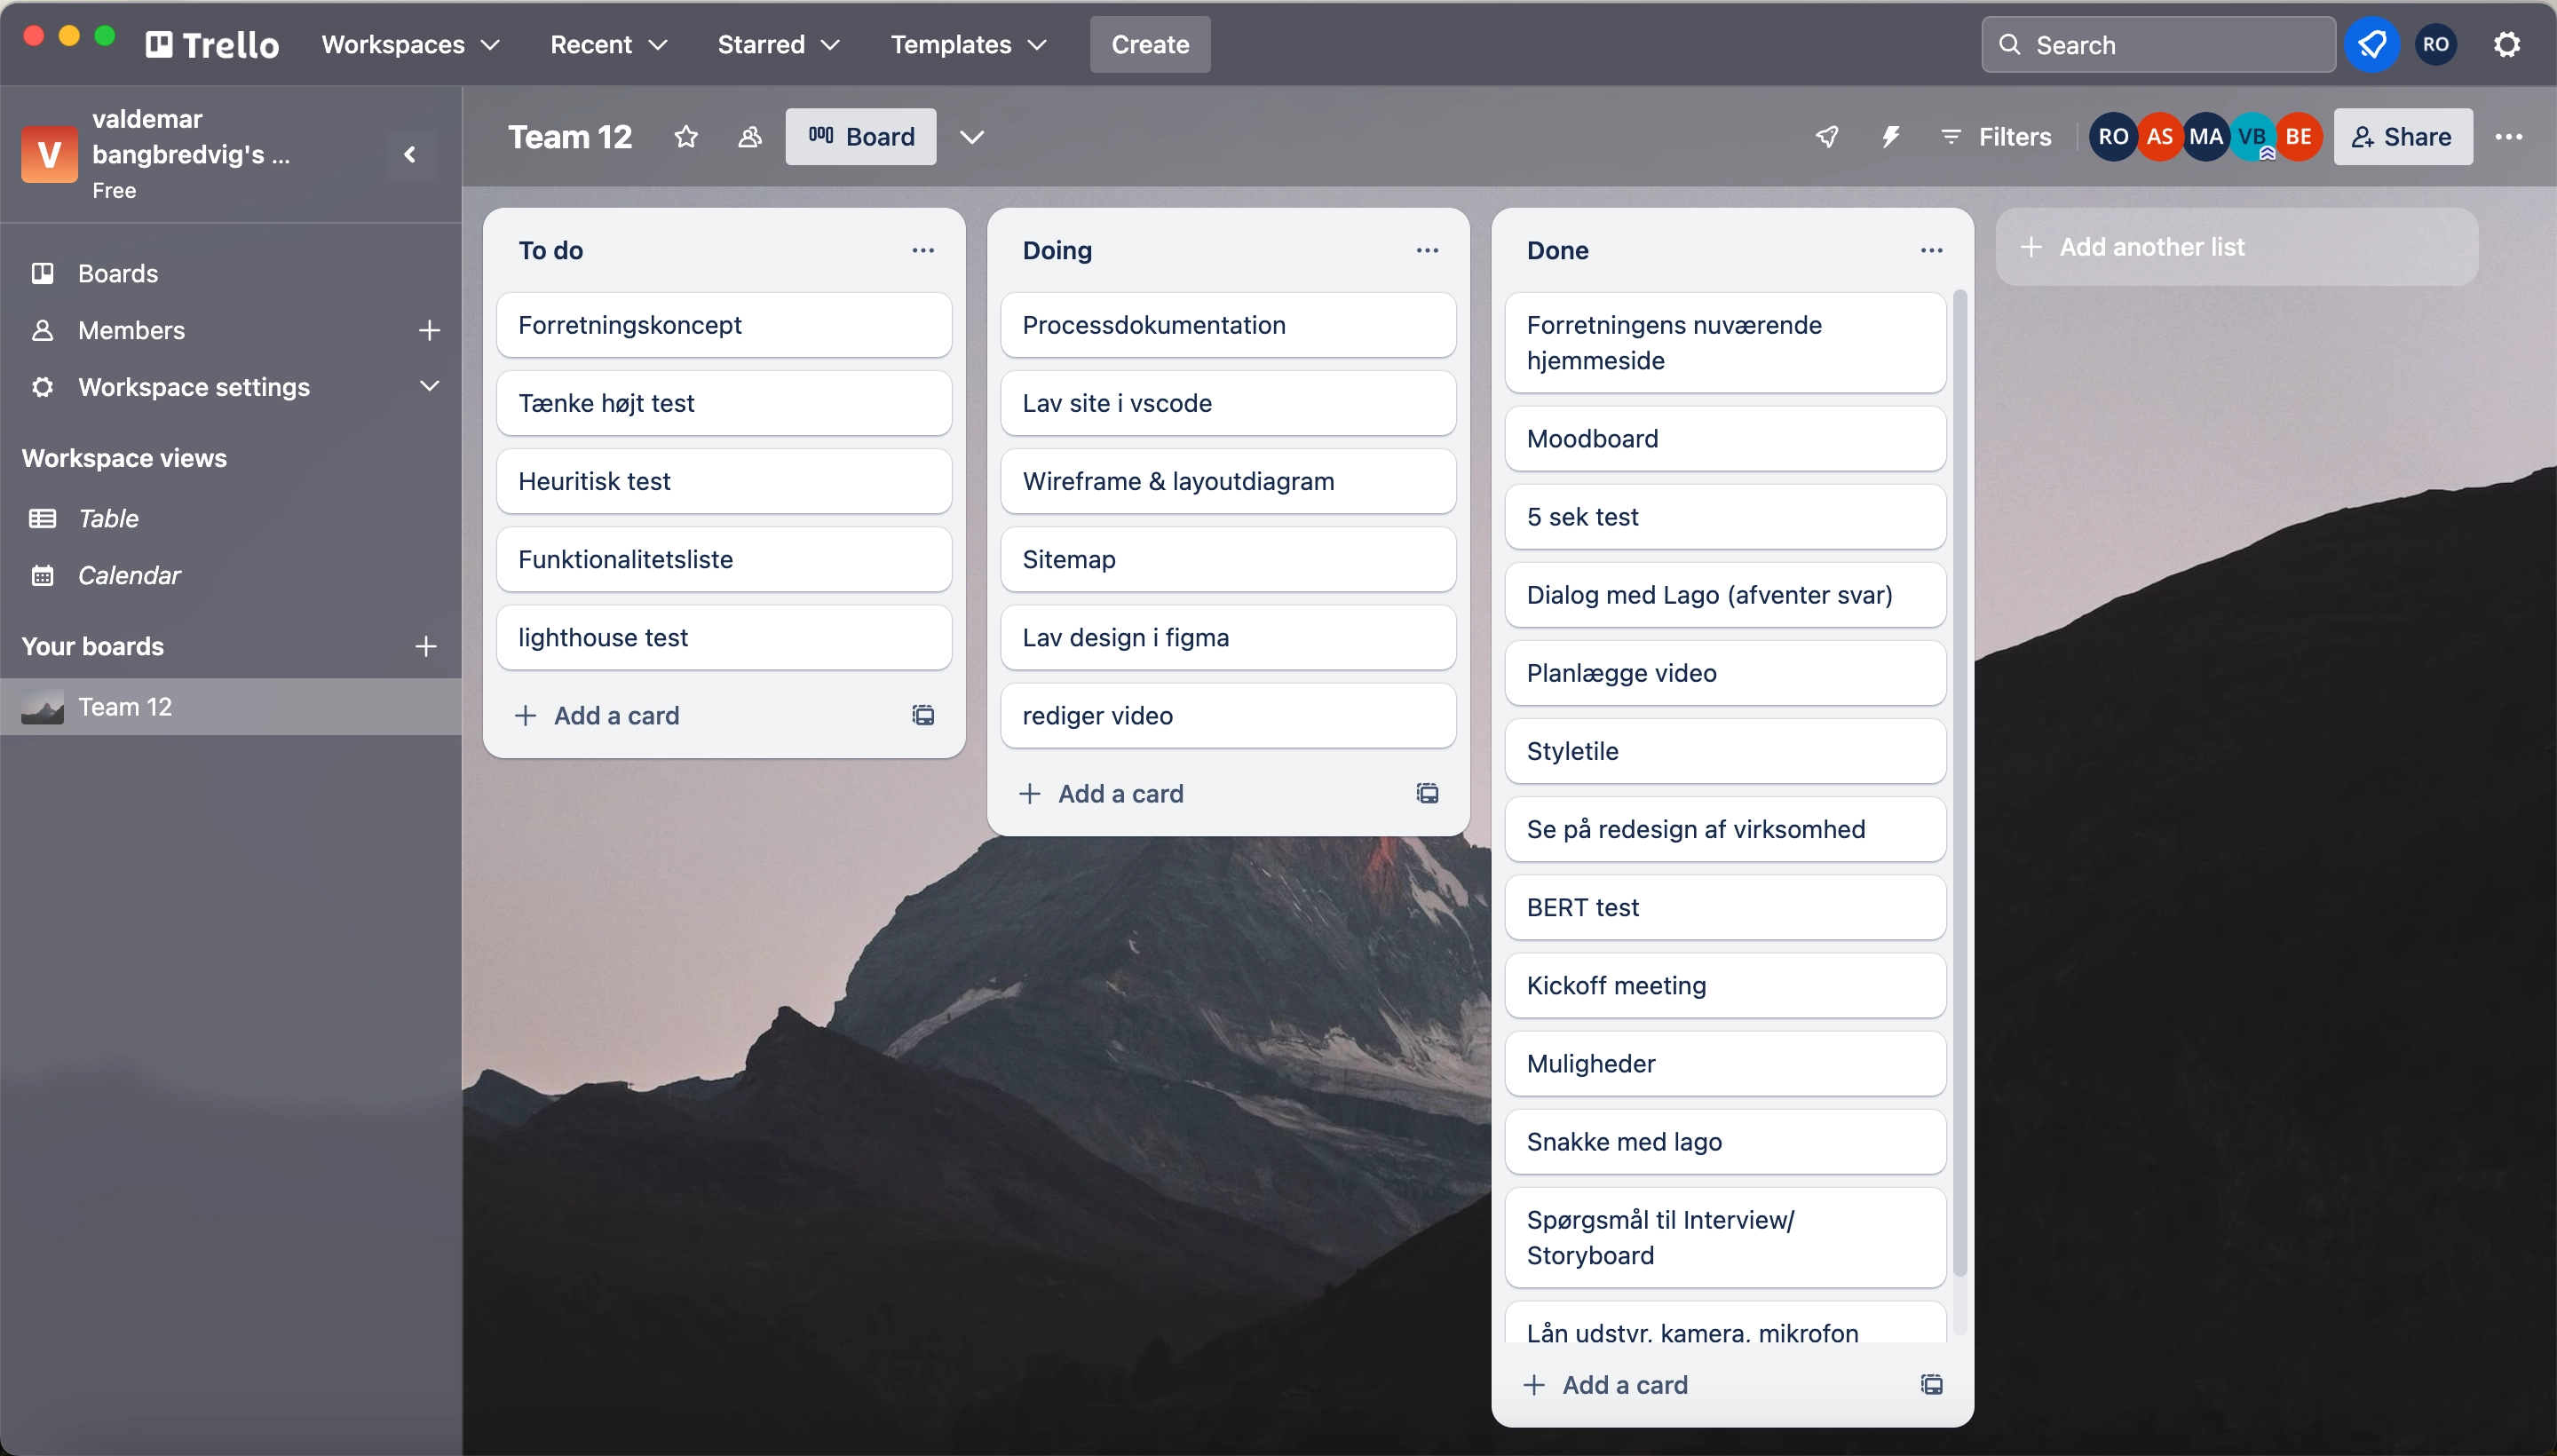 Trello
Workspaces
Recent
Starred
Templates
Create
Search
RO
V
valdemar
bangbredvig's ...
Free
Team 12
Board
Filters
RO
AS
MA
VB
BE
Share
Boards
Members
Workspace settings
Workspace views
Table
Calendar
Your boards
Team 12
To do
Forretningskoncept
Tænke højt test
Heuritisk test
Funktionalitetsliste
lighthouse test
Add a card
Doing
Processdokumentation
Lav site i vscode
Wireframe & layoutdiagram
Sitemap
Lav design i figma
rediger video
Add a card
Done
Forretningens nuværende
hjemmeside
Moodboard
5 sek test
Dialog med Lago (afventer svar)
Planlægge video
Styletile
Se på redesign af virksomhed
BERT test
Kickoff meeting
Muligheder
Snakke med lago
Spørgsmål til Interview/
Storyboard
Lån udstyr, kamera, mikrofon
Add a card
Add another list